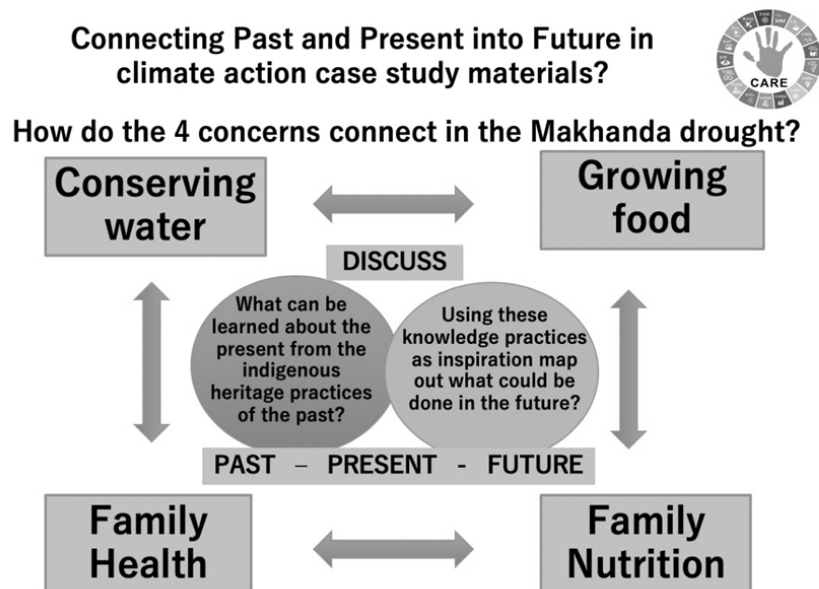 Connecting Past and Present into Future in
climate action case study materials?
CARE
How do the 4 concerns connect in the Makhanda drought?
Conserving
water
Growing
food
DISCUSS
What can be
learned about the
present from the
indigenous
heritage practices
of the past?
Using these
knowledge practices
as inspiration map
out what could be
done in the future?
PAST – PRESENT - FUTURE
Family
Health
Family
Nutrition